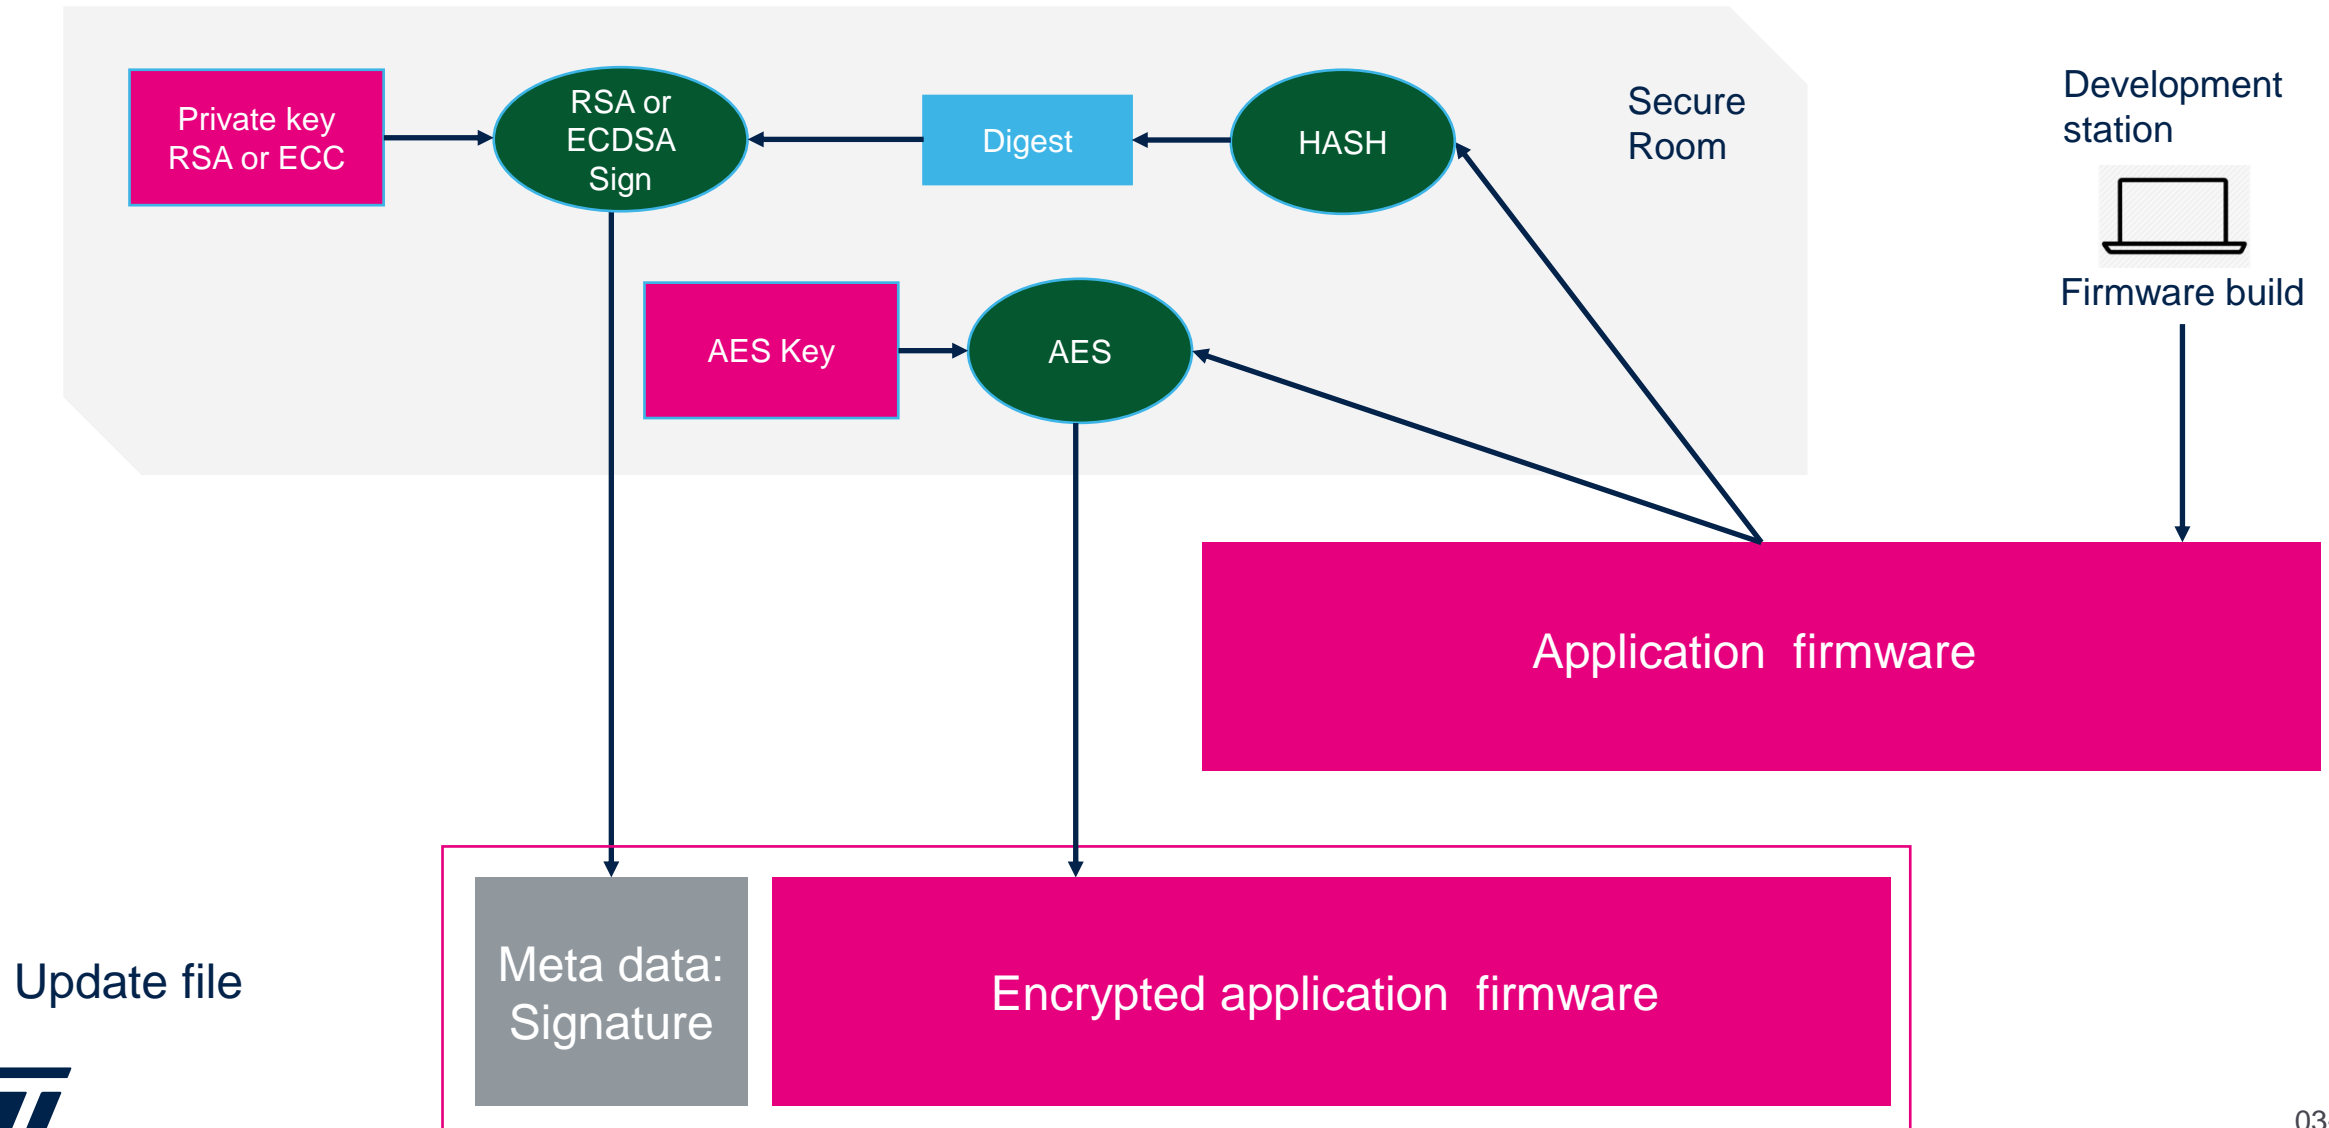 Private key
RSA or ECC
RSA or
ECDSA
Sign
Digest
HASH
Secure
Room
Development
station
AES Key
AES
Firmware build
Application  firmware
Update file
Meta data:
Signature
Encrypted application  firmware